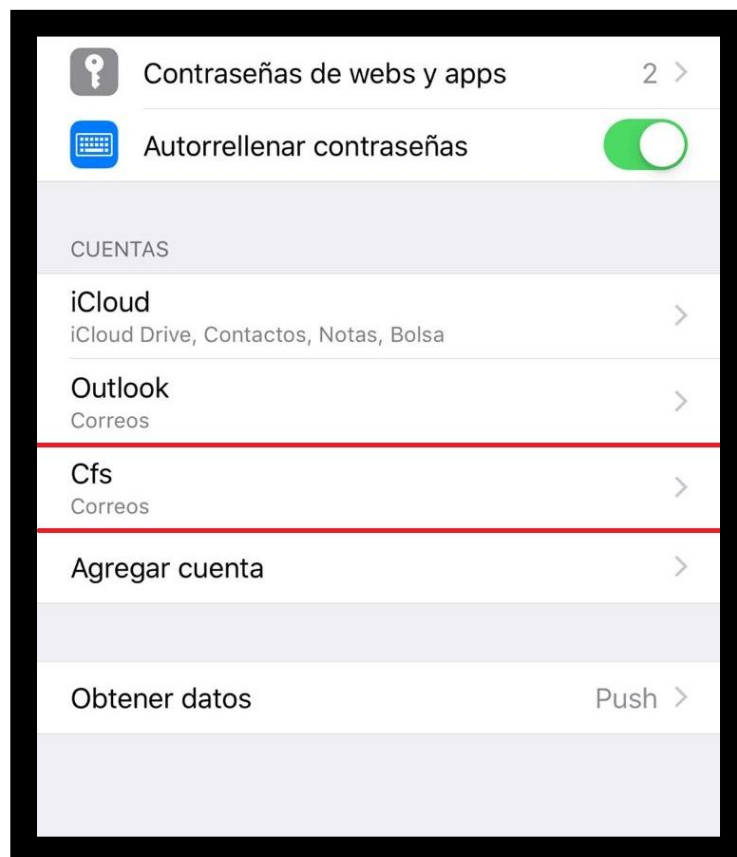 Contraseñas de webs y apps 2
Autorrellenar contraseñas
CUENTAS
iCloud
iCloud Drive, Contactos, Notas, Bolsa
Outlook
Correos
Cfs
Correos
Agregar cuenta
Obtener datos Push